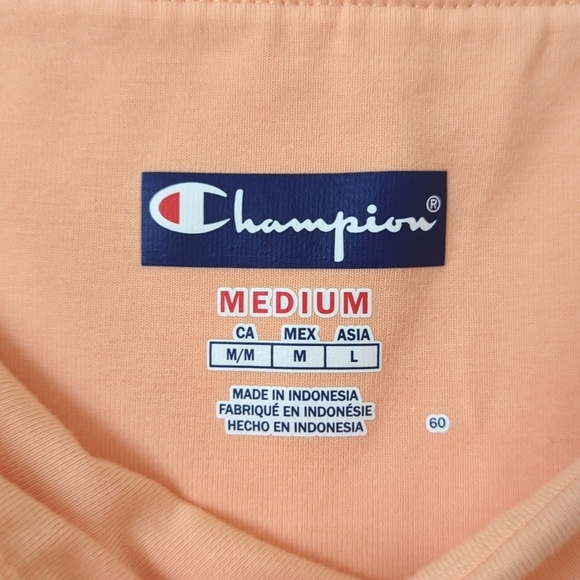 Champion®
MEDIUM
CA MEX ASIA
M/M M L
MADE IN INDONESIA
FABRIQUÉ EN INDONÉSIE
HECHO EN INDONESIA
60